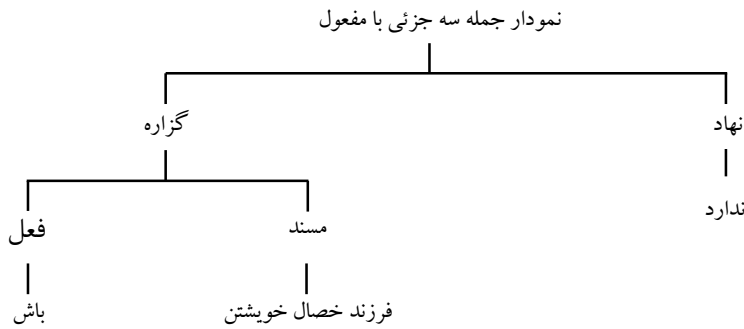 نمودار جمله سه جزئی با مفعول
نهاد
گزاره
ندارد
مسند
فعل
فرزند خصال خویشتن
باش